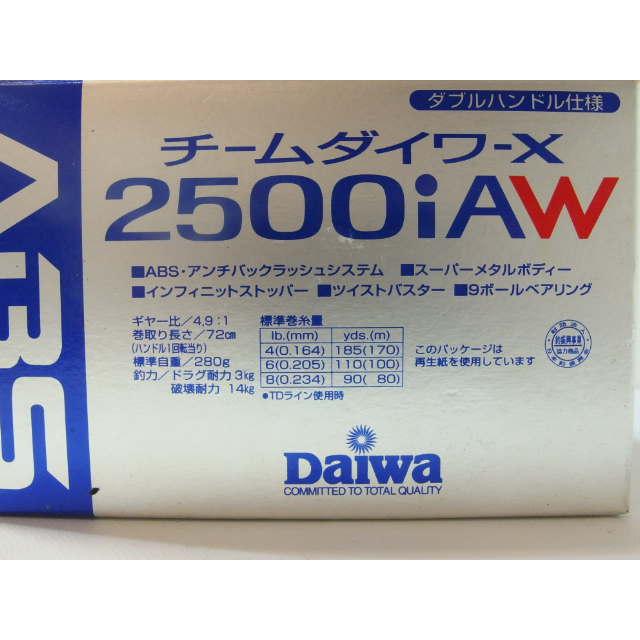 ABS
ダブルハンドル仕様
チームダイワ-X
2500iAW
■ABS・アンチバックラッシュシステム ■スーパーメタルボディー
■インフィニットストッパー ■ツイストバスター ■9ボールベアリング
ギヤー比/4.9:1
巻取り長さ/72cm
(ハンドル1回転当り)
標準自重/280g
釣力/ドラグ耐力 3kg
破壊耐力 14kg
標準巻糸量
lb.(mm) yds.(m)
4(0.164) 185(170)
6(0.205) 110(100)
8(0.234) 90( 80)
●TDライン使用時
このパッケージは
再生紙を使用しています
Daiwa
COMMITTED TO TOTAL QUALITY